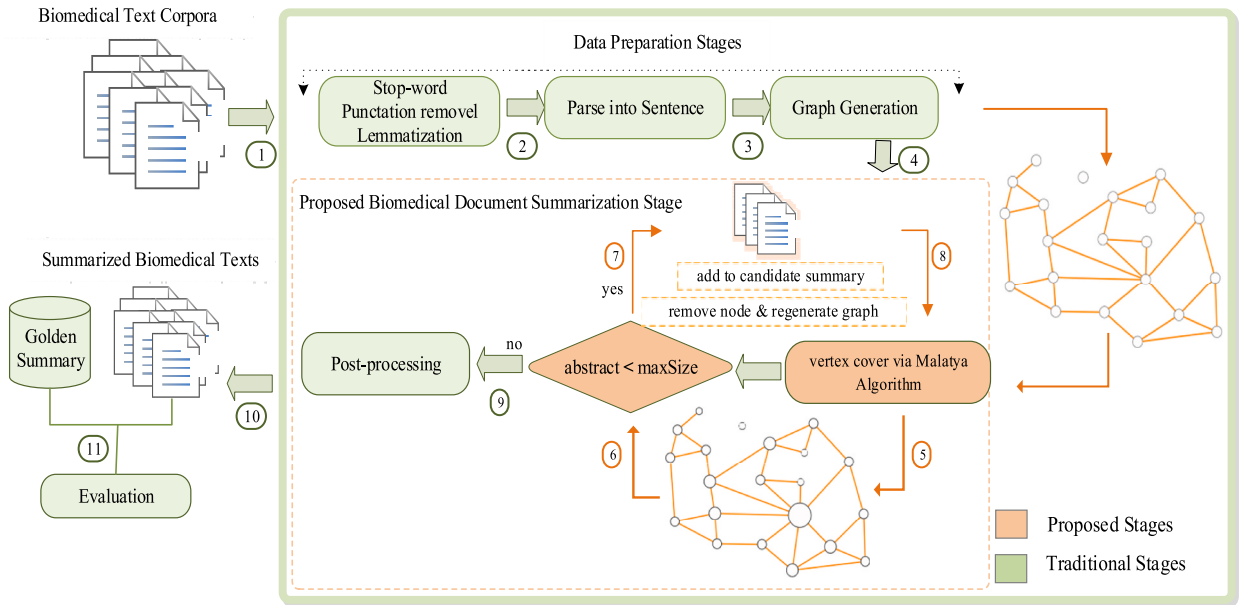 Biomedical Text Corpora
1
Data Preparation Stages
Stop-word
Punctation removel
Lemmatization
2
Parse into Sentence
3
Graph Generation
4
Proposed Biomedical Document Summarization Stage
7
yes
add to candidate summary
8
remove node & regenerate graph
vertex cover via Malatya
Algorithm
abstract < maxSize
no
9
Post-processing
5
6
Summarized Biomedical Texts
Golden
Summary
10
11
Evaluation
Proposed Stages
Traditional Stages